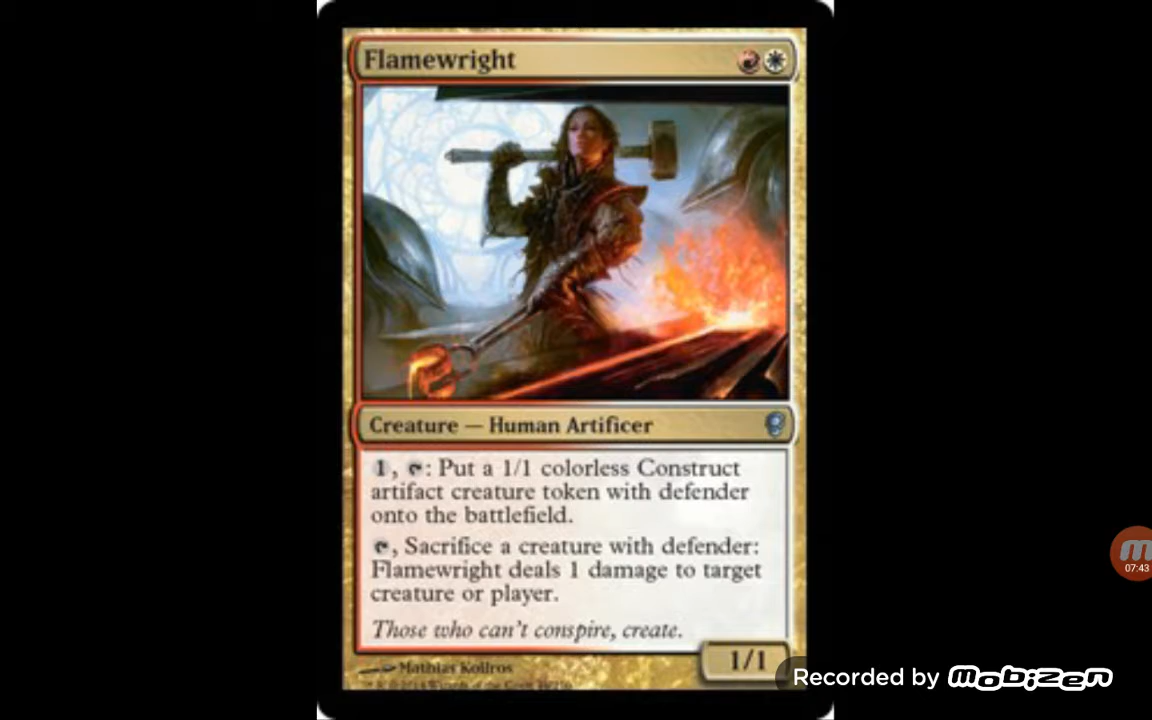 Flamewright
Creature — Human Artificer
1, : Put a 1/1 colorless Construct
artifact creature token with defender
onto the battlefield.
, Sacrifice a creature with defender:
Flamewright deals 1 damage to target
creature or player.
Those who can't conspire, create.
Mathias Kollros
1/1
Recorded by mobizen
07:43